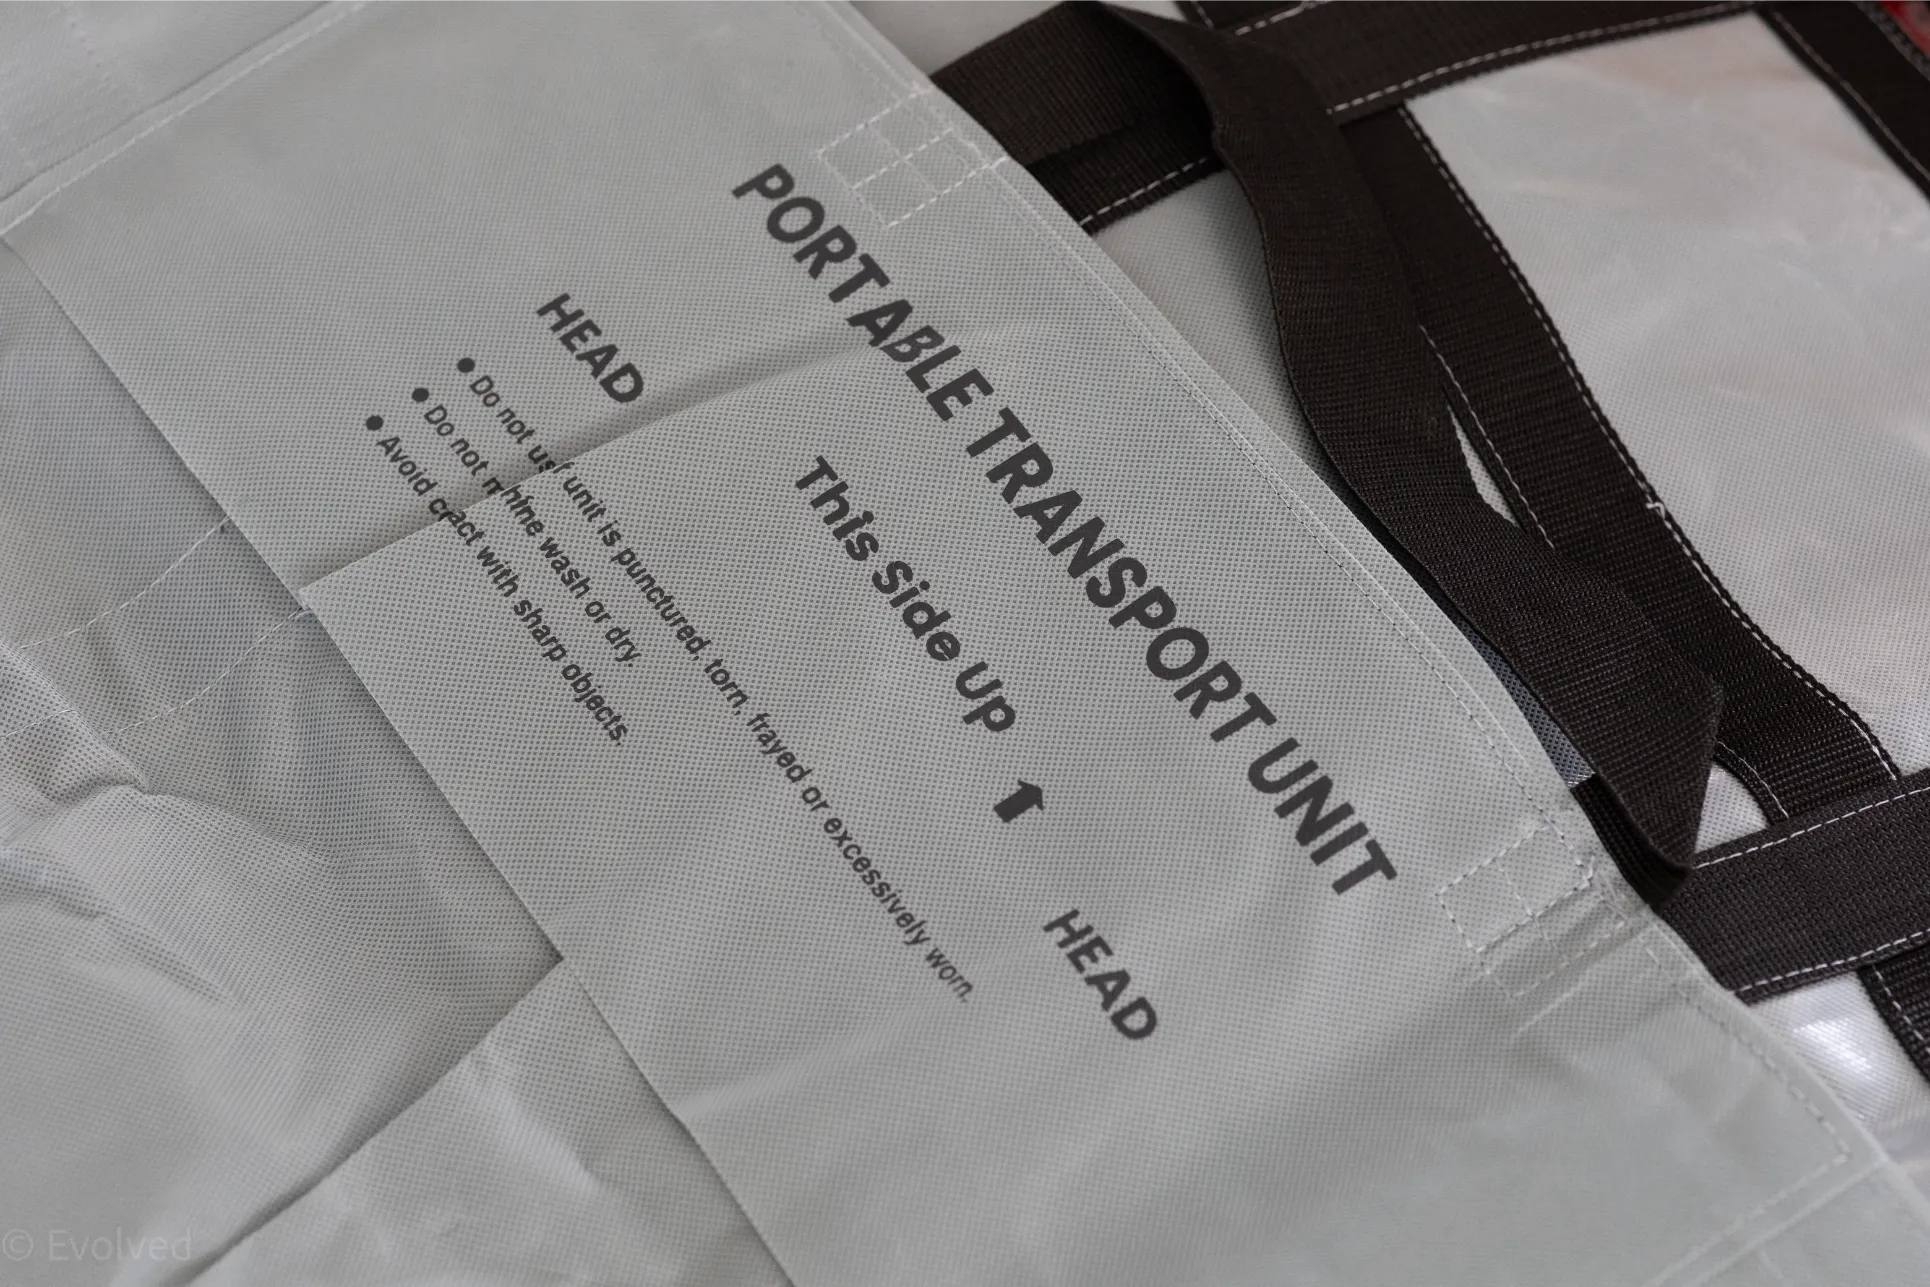 PORTABLE TRANSPORT UNIT
This Side Up
HEAD
HEAD
● Do not unit is punctured, torn, frayed or excessively worn.
● Do not wash or dry.
● Avoid with sharp objects.
© Evolved